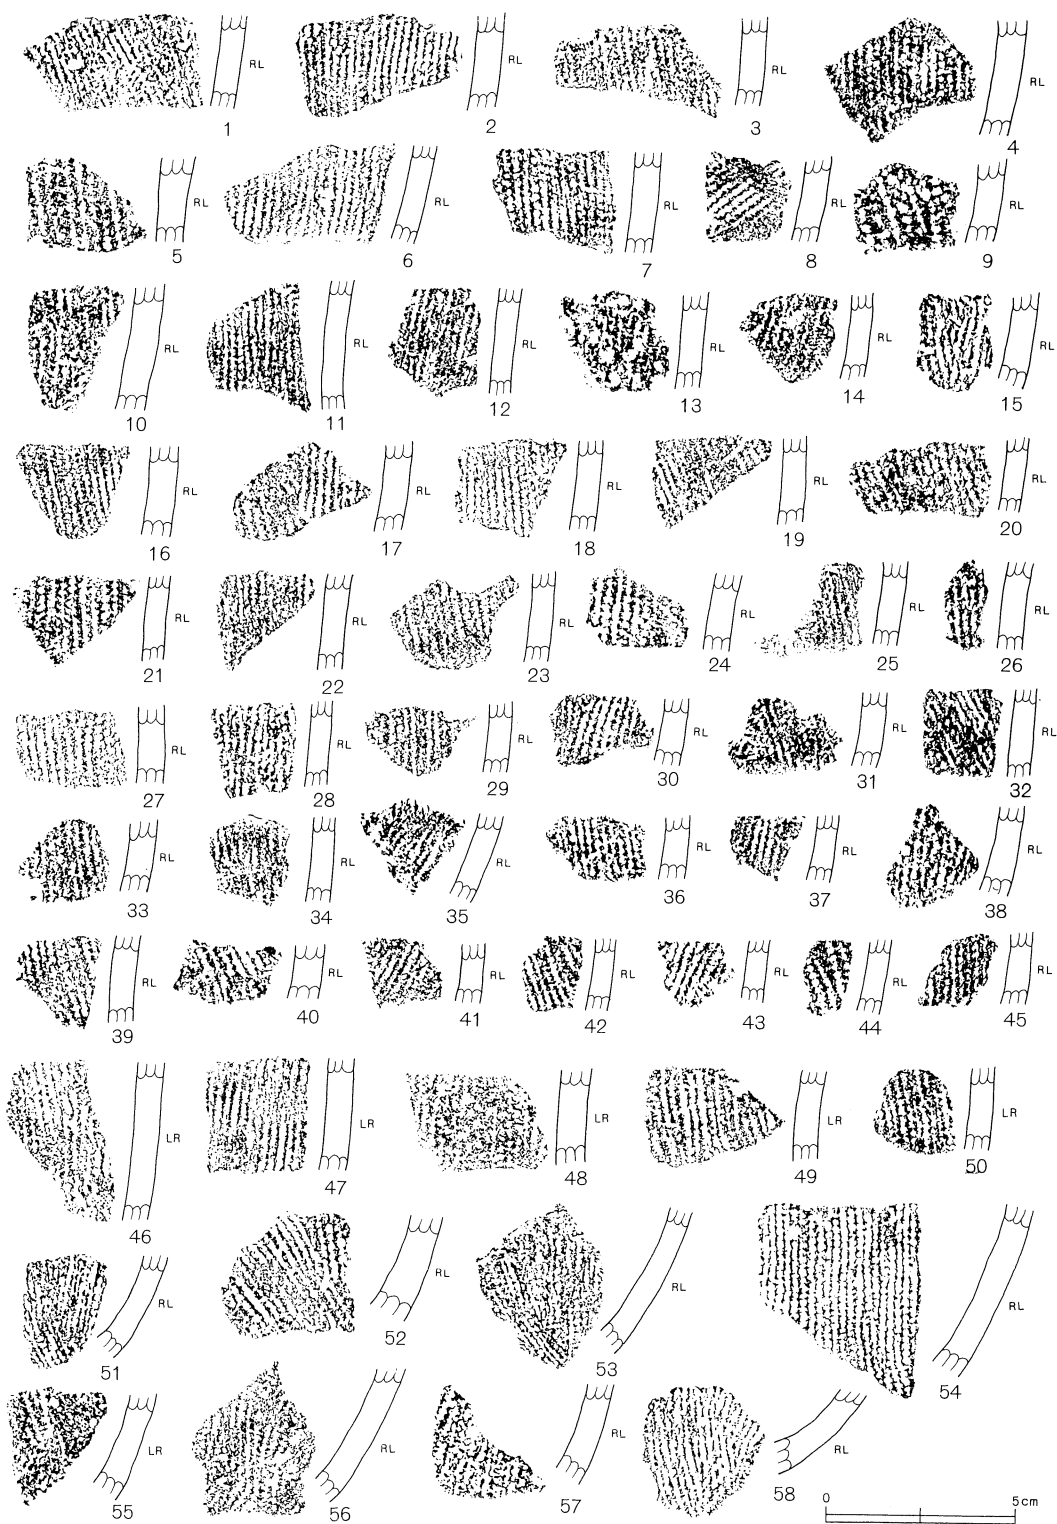 RL RL RL RL
1 2 3 4
RL RL RL RL RL
5 6 7 8 9
RL RL RL RL RL RL
10 11 12 13 14 15
RL RL RL RL RL
16 17 18 19 20
RL RL RL RL RL RL
21 22 23 24 25 26
RL RL RL RL RL RL
27 28 29 30 31 32
RL RL RL RL RL RL
33 34 35 36 37 38
RL RL RL RL RL RL RL
39 40 41 42 43 44 45
LR LR LR LR LR
46 47 48 49 50
RL RL RL RL
51 52 53 54
LR RL RL RL
55 56 57 58
0 5cm